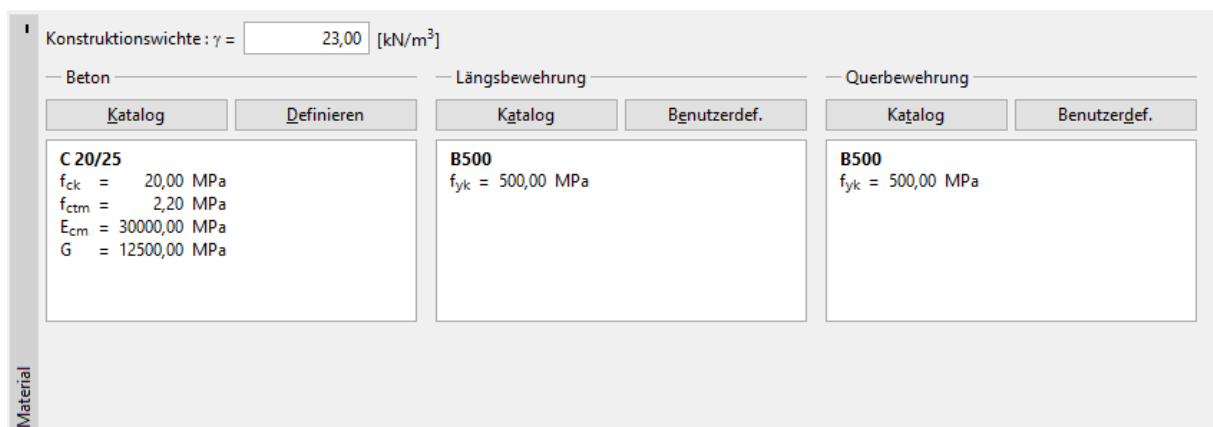 Konstruktionswichte : γ = 23,00 [kN/m³]
Beton
Katalog Definieren
C 20/25
fck = 20,00 MPa
fctm = 2,20 MPa
Ecm = 30000,00 MPa
G = 12500,00 MPa
Längsbewehrung
Katalog Benutzerdef.
B500
fyk = 500,00 MPa
Querbewehrung
Katalog Benutzerdef.
B500
fyk = 500,00 MPa
Material